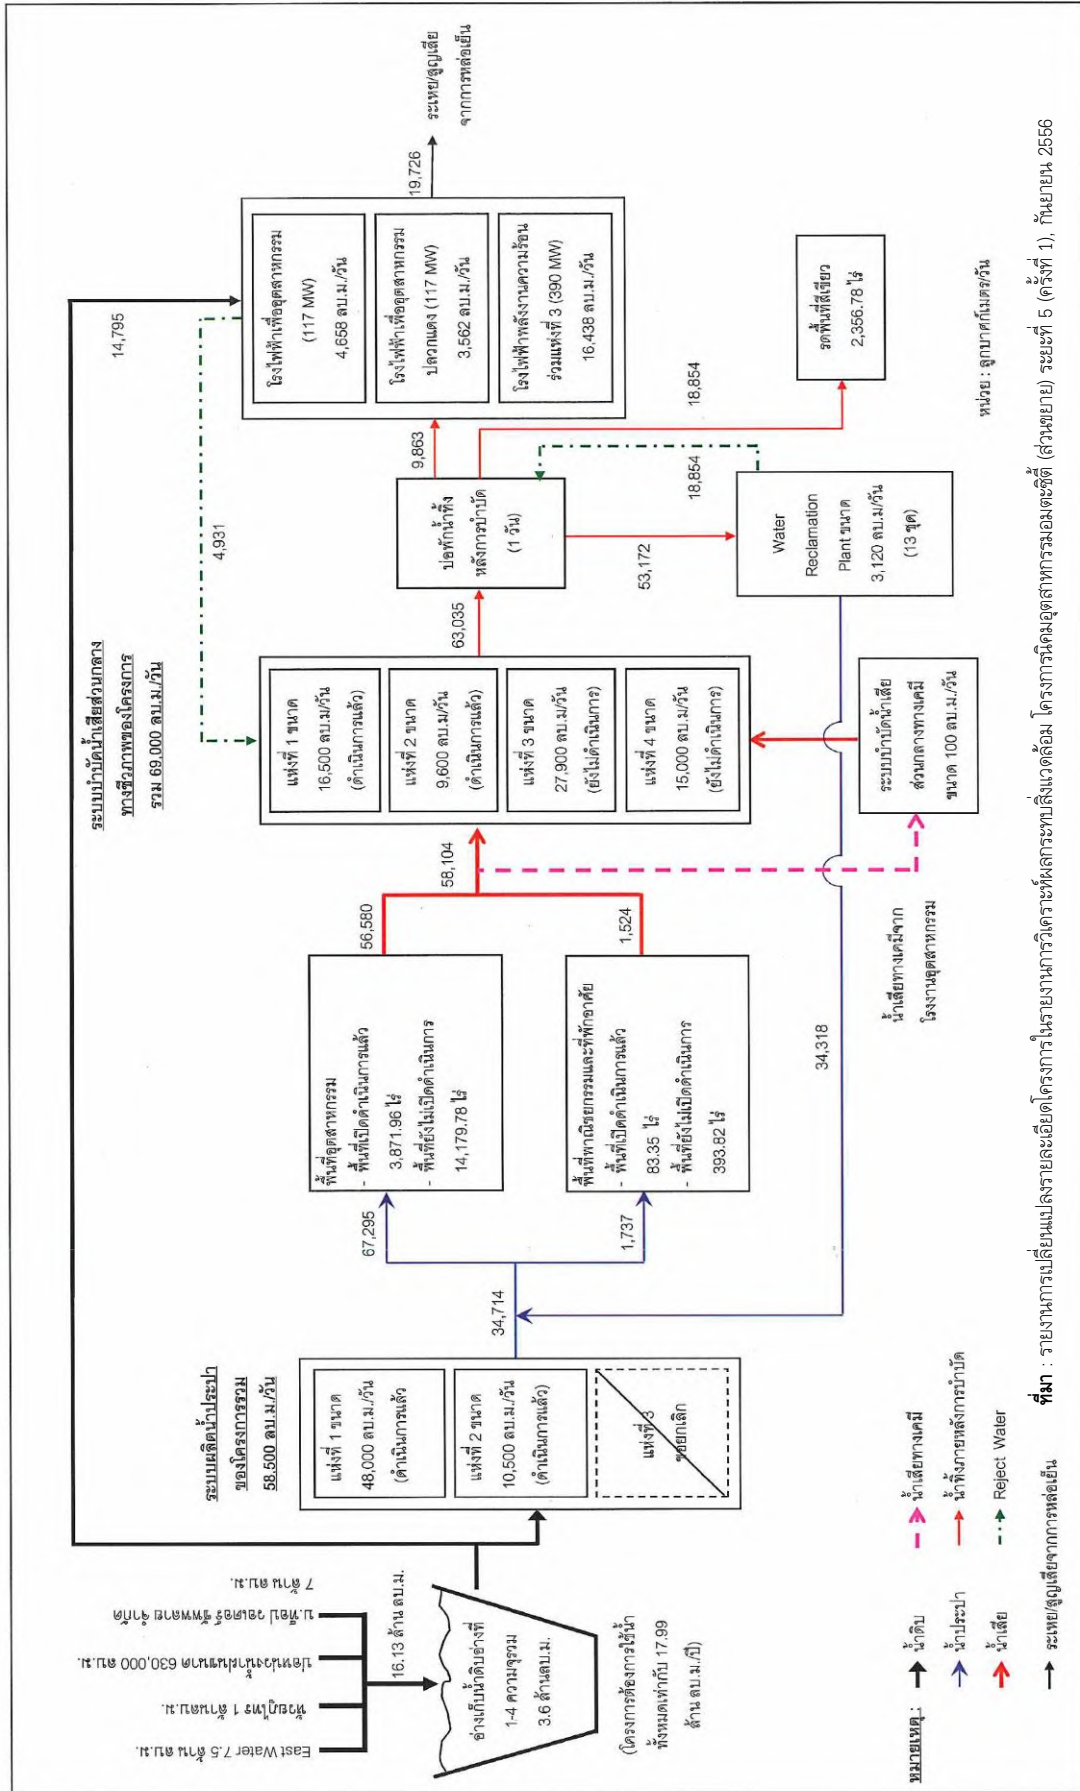 East Water 7.5 ล้าน ลบ.ม.
ห้วยภูไทร 1 ล้านลบ.ม.
บ่อหน่วงน้ำฝนขนาด 630,000 ลบ.ม.
7 ล้าน ลบ.ม.
16.13 ล้าน ลบ.ม.
อ่างเก็บน้ำดิบอ่างที่
1-4 ความจุรวม
3.6 ล้านลบ.ม.
(โครงการต้องการใช้น้ำ
ทั้งหมดเท่ากับ 17.99
ล้าน ลบ.ม./ปี)
ระบบผลิตน้ำประปา
ของโครงการรวม
58.500 ลบ.ม./วัน
แห่งที่ 1 ขนาด
48,000 ลบ.ม./วัน
(ดำเนินการแล้ว)
แห่งที่ 2 ขนาด
10,500 ลบ.ม./วัน
(ดำเนินการแล้ว)
แห่งที่ 3
ขอยกเลิก
34,714
67,295
1,737
พื้นที่อุตสาหกรรม
- พื้นที่เปิดดำเนินการแล้ว
3,871.96 ไร่
- พื้นที่ยังไม่เปิดดำเนินการ
14,179.78 ไร่
พื้นที่พาณิชยกรรมและที่พักอาศัย
- พื้นที่เปิดดำเนินการแล้ว
83.35 ไร่
- พื้นที่ยังไม่เปิดดำเนินการ
393.82 ไร่
56,580
1,524
58,104
34,318
น้ำเสียทางเคมีจาก
โรงงานอุตสาหกรรม
ระบบบำบัดน้ำเสียส่วนกลาง
ทางชีวภาพของโครงการ
รวม 69.000 ลบ.ม./วัน
แห่งที่ 1 ขนาด
16,500 ลบ.ม/วัน
(ดำเนินการแล้ว)
แห่งที่ 2 ขนาด
9,600 ลบ.ม/วัน
(ดำเนินการแล้ว)
แห่งที่ 3 ขนาด
27,900 ลบ.ม/วัน
(ยังไม่ดำเนินการ)
แห่งที่ 4 ขนาด
15,000 ลบ.ม/วัน
(ยังไม่ดำเนินการ)
ระบบบำบัดน้ำเสีย
ส่วนกลางทางเคมี
ขนาด 100 ลบ.ม./วัน
4,931
63,035
บ่อพักน้ำทิ้ง
หลังการบำบัด
(1 วัน)
53,172
18,854
Water
Reclamation
Plant ขนาด
3,120 ลบ.ม/วัน
(13 ชุด)
9,863
18,854
14,795
โรงไฟฟ้าเพื่ออุตสาหกรรม
(117 MW)
4,658 ลบ.ม./วัน
โรงไฟฟ้าเพื่ออุตสาหกรรม
ปลวกแดง (117 MW)
3,562 ลบ.ม./วัน
โรงไฟฟ้าพลังงานความร้อน
ร่วมแห่งที่ 3 (390 MW)
16,438 ลบ.ม./วัน
รดพื้นที่สีเขียว
2,356.78 ไร่
19,726
ระเหย/สูญเสีย
จากการหล่อเย็น
หน่วย : ลูกบาศก์เมตร/วัน
หมายเหตุ :
น้ำดิบ
น้ำประปา
น้ำเสีย
น้ำเสียทางเคมี
น้ำทิ้งภายหลังการบำบัด
Reject Water
ระเหย/สูญเสียจากการหล่อเย็น
ที่มา : รายงานการเปลี่ยนแปลงรายละเอียดโครงการในรายงานการวิเคราะห์ผลกระทบสิ่งแวดล้อม โครงการนิคมอุตสาหกรรมอมตะซิตี้ (ส่วนขยาย) ระยะที่ 5 (ครั้งที่ 1), กันยายน 2556